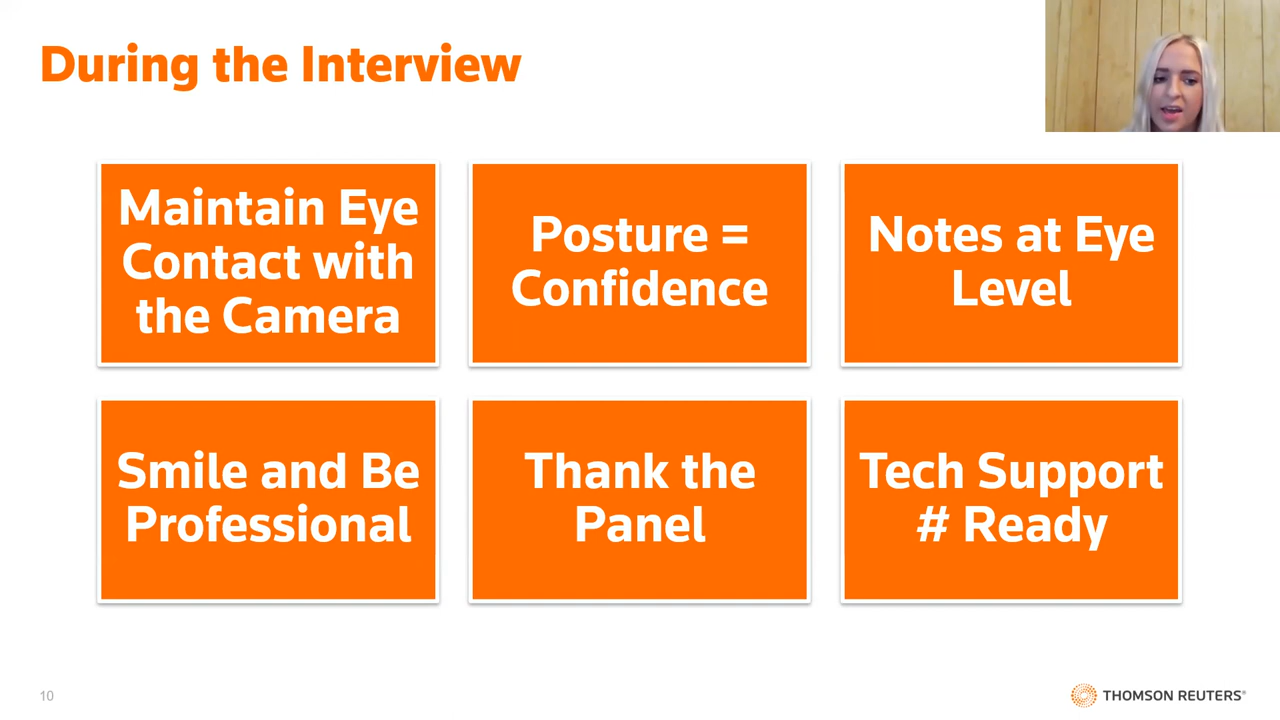 During the Interview
Maintain Eye
Contact with
the Camera
Posture =
Confidence
Notes at Eye
Level
Smile and Be
Professional
Thank the
Panel
Tech Support
# Ready
10
THOMSON REUTERS®